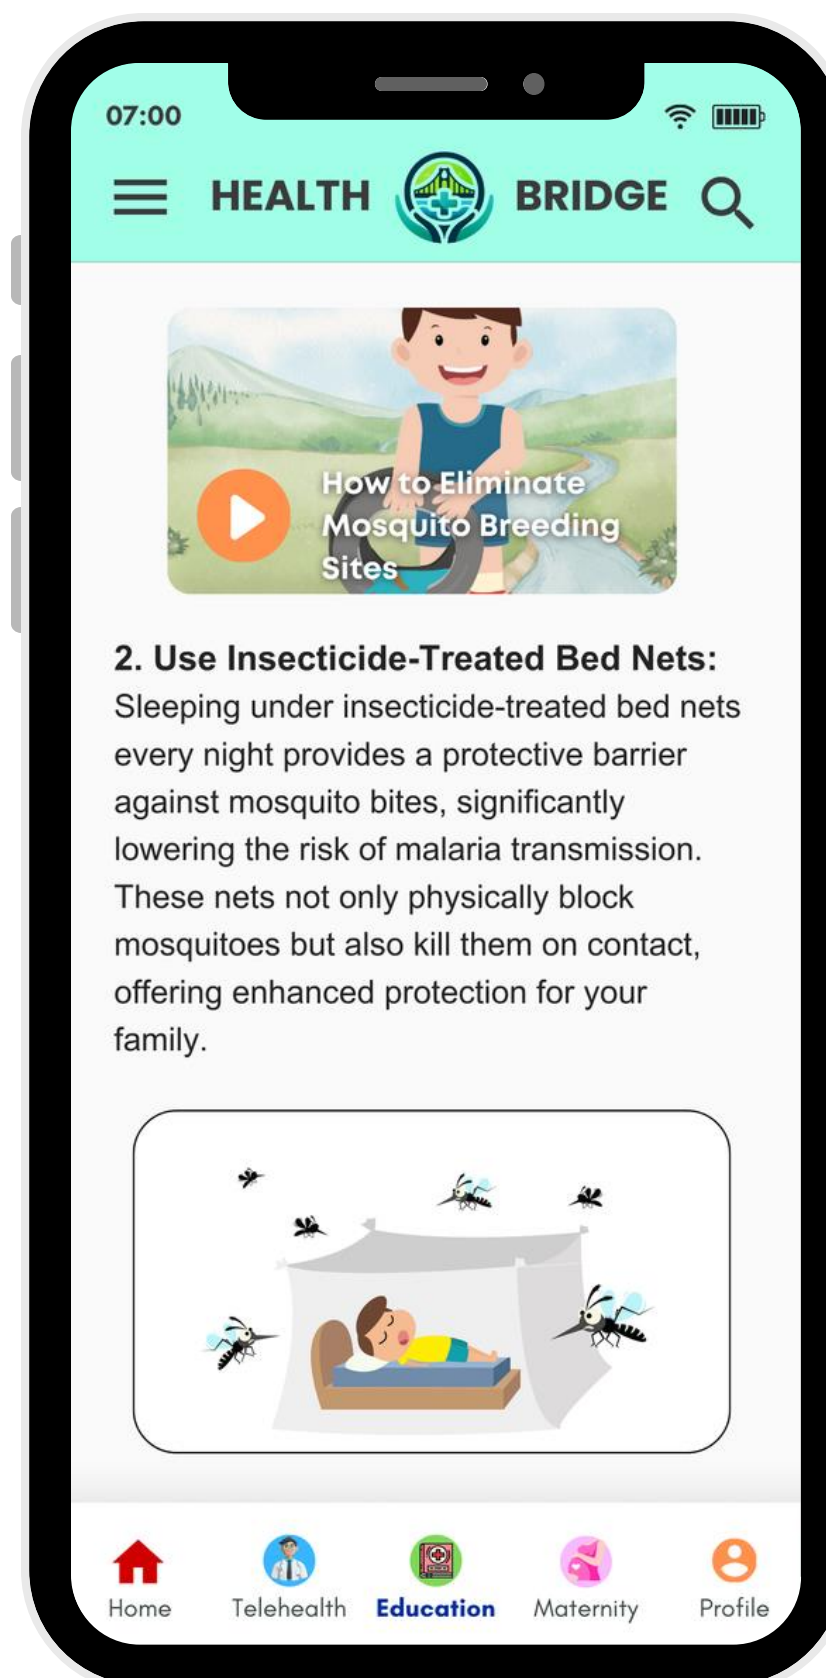 07:00
HEALTH BRIDGE
How to Eliminate
Mosquito Breeding
Sites
2. Use Insecticide-Treated Bed Nets:
Sleeping under insecticide-treated bed nets
every night provides a protective barrier
against mosquito bites, significantly
lowering the risk of malaria transmission.
These nets not only physically block
mosquitoes but also kill them on contact,
offering enhanced protection for your
family.
Home Telehealth Education Maternity Profile